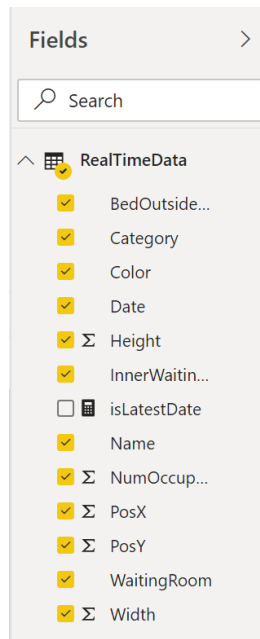 Fields
Search
RealTimeData
BedOutside...
Category
Color
Date
Height
InnerWaitin...
isLatestDate
Name
NumOccup...
PosX
PosY
WaitingRoom
Width